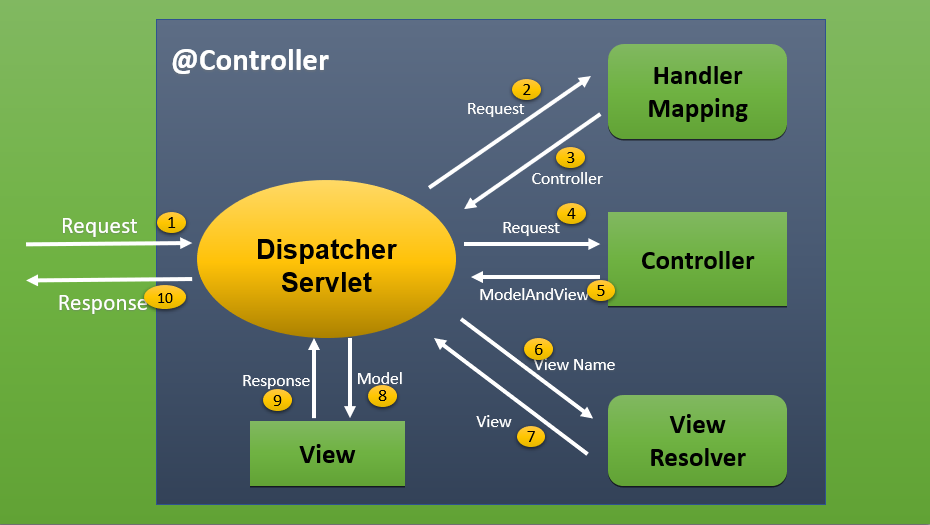 @Controller
Handler
Mapping
2
Request
3
Controller
Request
1
4
Request
Dispatcher
Servlet
Controller
Response
10
ModelAndView
5
6
View Name
Response
9
Model
8
View
7
View
View
Resolver